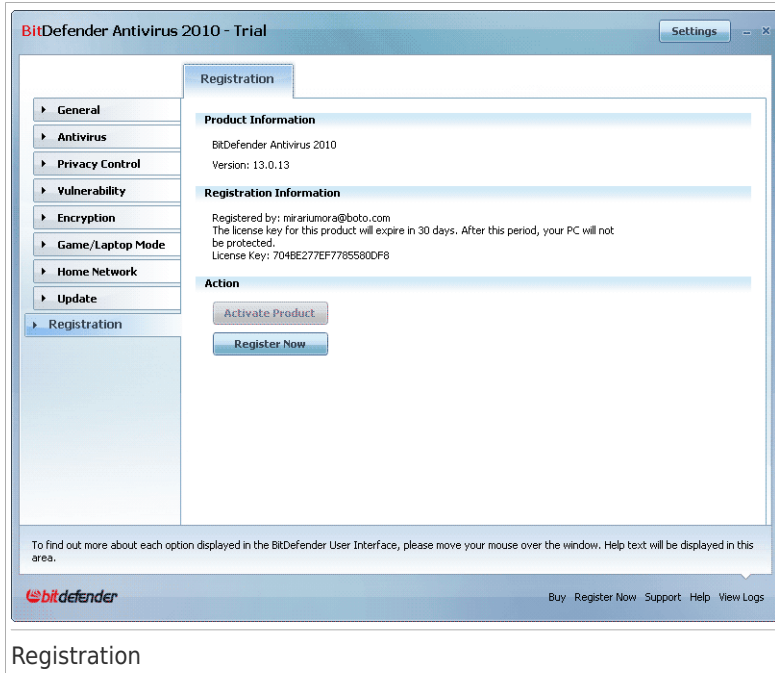 BitDefender Antivirus 2010 - Trial
Settings
Registration
General
Antivirus
Privacy Control
Vulnerability
Encryption
Game/Laptop Mode
Home Network
Update
Registration
Product Information
BitDefender Antivirus 2010
Version: 13.0.13
Registration Information
Registered by: mirariumora@boto.com
The license key for this product will expire in 30 days. After this period, your PC will not
be protected.
License Key: 704BE277EF7785580DF8
Action
Activate Product
Register Now
To find out more about each option displayed in the BitDefender User Interface, please move your mouse over the window. Help text will be displayed in this
area.
bitdefender
Buy Register Now Support Help View Logs
Registration